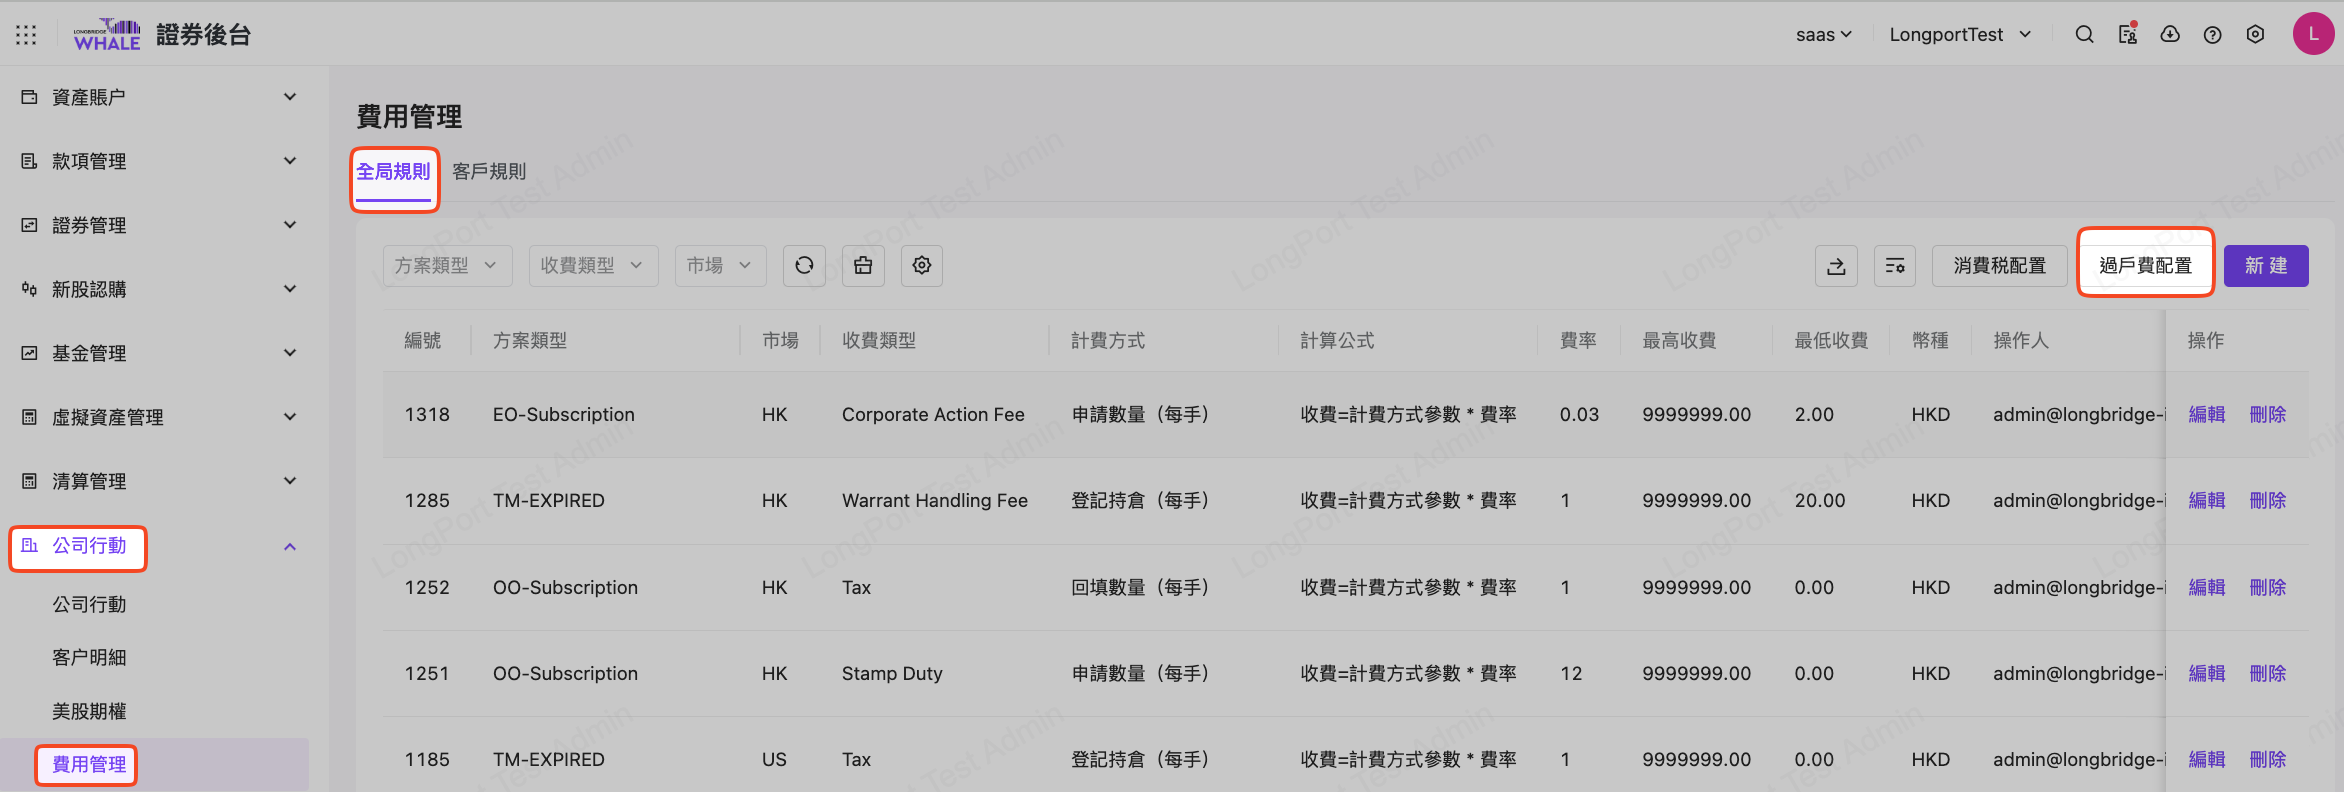 LONGBRIDGE
WHALE
證券後台
saas
LongportTest
L
資產賬户
款項管理
證券管理
新股認購
基金管理
虛擬資產管理
清算管理
公司行動
公司行動
客户明細
美股期權
費用管理
費用管理
全局規則 客戶規則
方案類型 收費類型 市場 消費税配置 過戶費配置 新建
編號 方案類型 市場 收費類型 計費方式 計算公式 費率 最高收費 最低收費 幣種 操作人 操作
1318 EO-Subscription HK Corporate Action Fee 申請數量（每手） 收費=計費方式參數 * 費率 0.03 9999999.00 2.00 HKD admin@longbridge-i 編輯 刪除
1285 TM-EXPIRED HK Warrant Handling Fee 登記持倉（每手） 收費=計費方式參數 * 費率 1 9999999.00 20.00 HKD admin@longbridge-i 編輯 刪除
1252 OO-Subscription HK Tax 回填數量（每手） 收費=計費方式參數 * 費率 1 9999999.00 0.00 HKD admin@longbridge-i 編輯 刪除
1251 OO-Subscription HK Stamp Duty 申請數量（每手） 收費=計費方式參數 * 費率 12 9999999.00 0.00 HKD admin@longbridge-i 編輯 刪除
1185 TM-EXPIRED US Tax 登記持倉（每手） 收費=計費方式參數 * 費率 1 9999999.00 0.00 HKD admin@longbridge-i 編輯 刪除
LongPort Test Admin